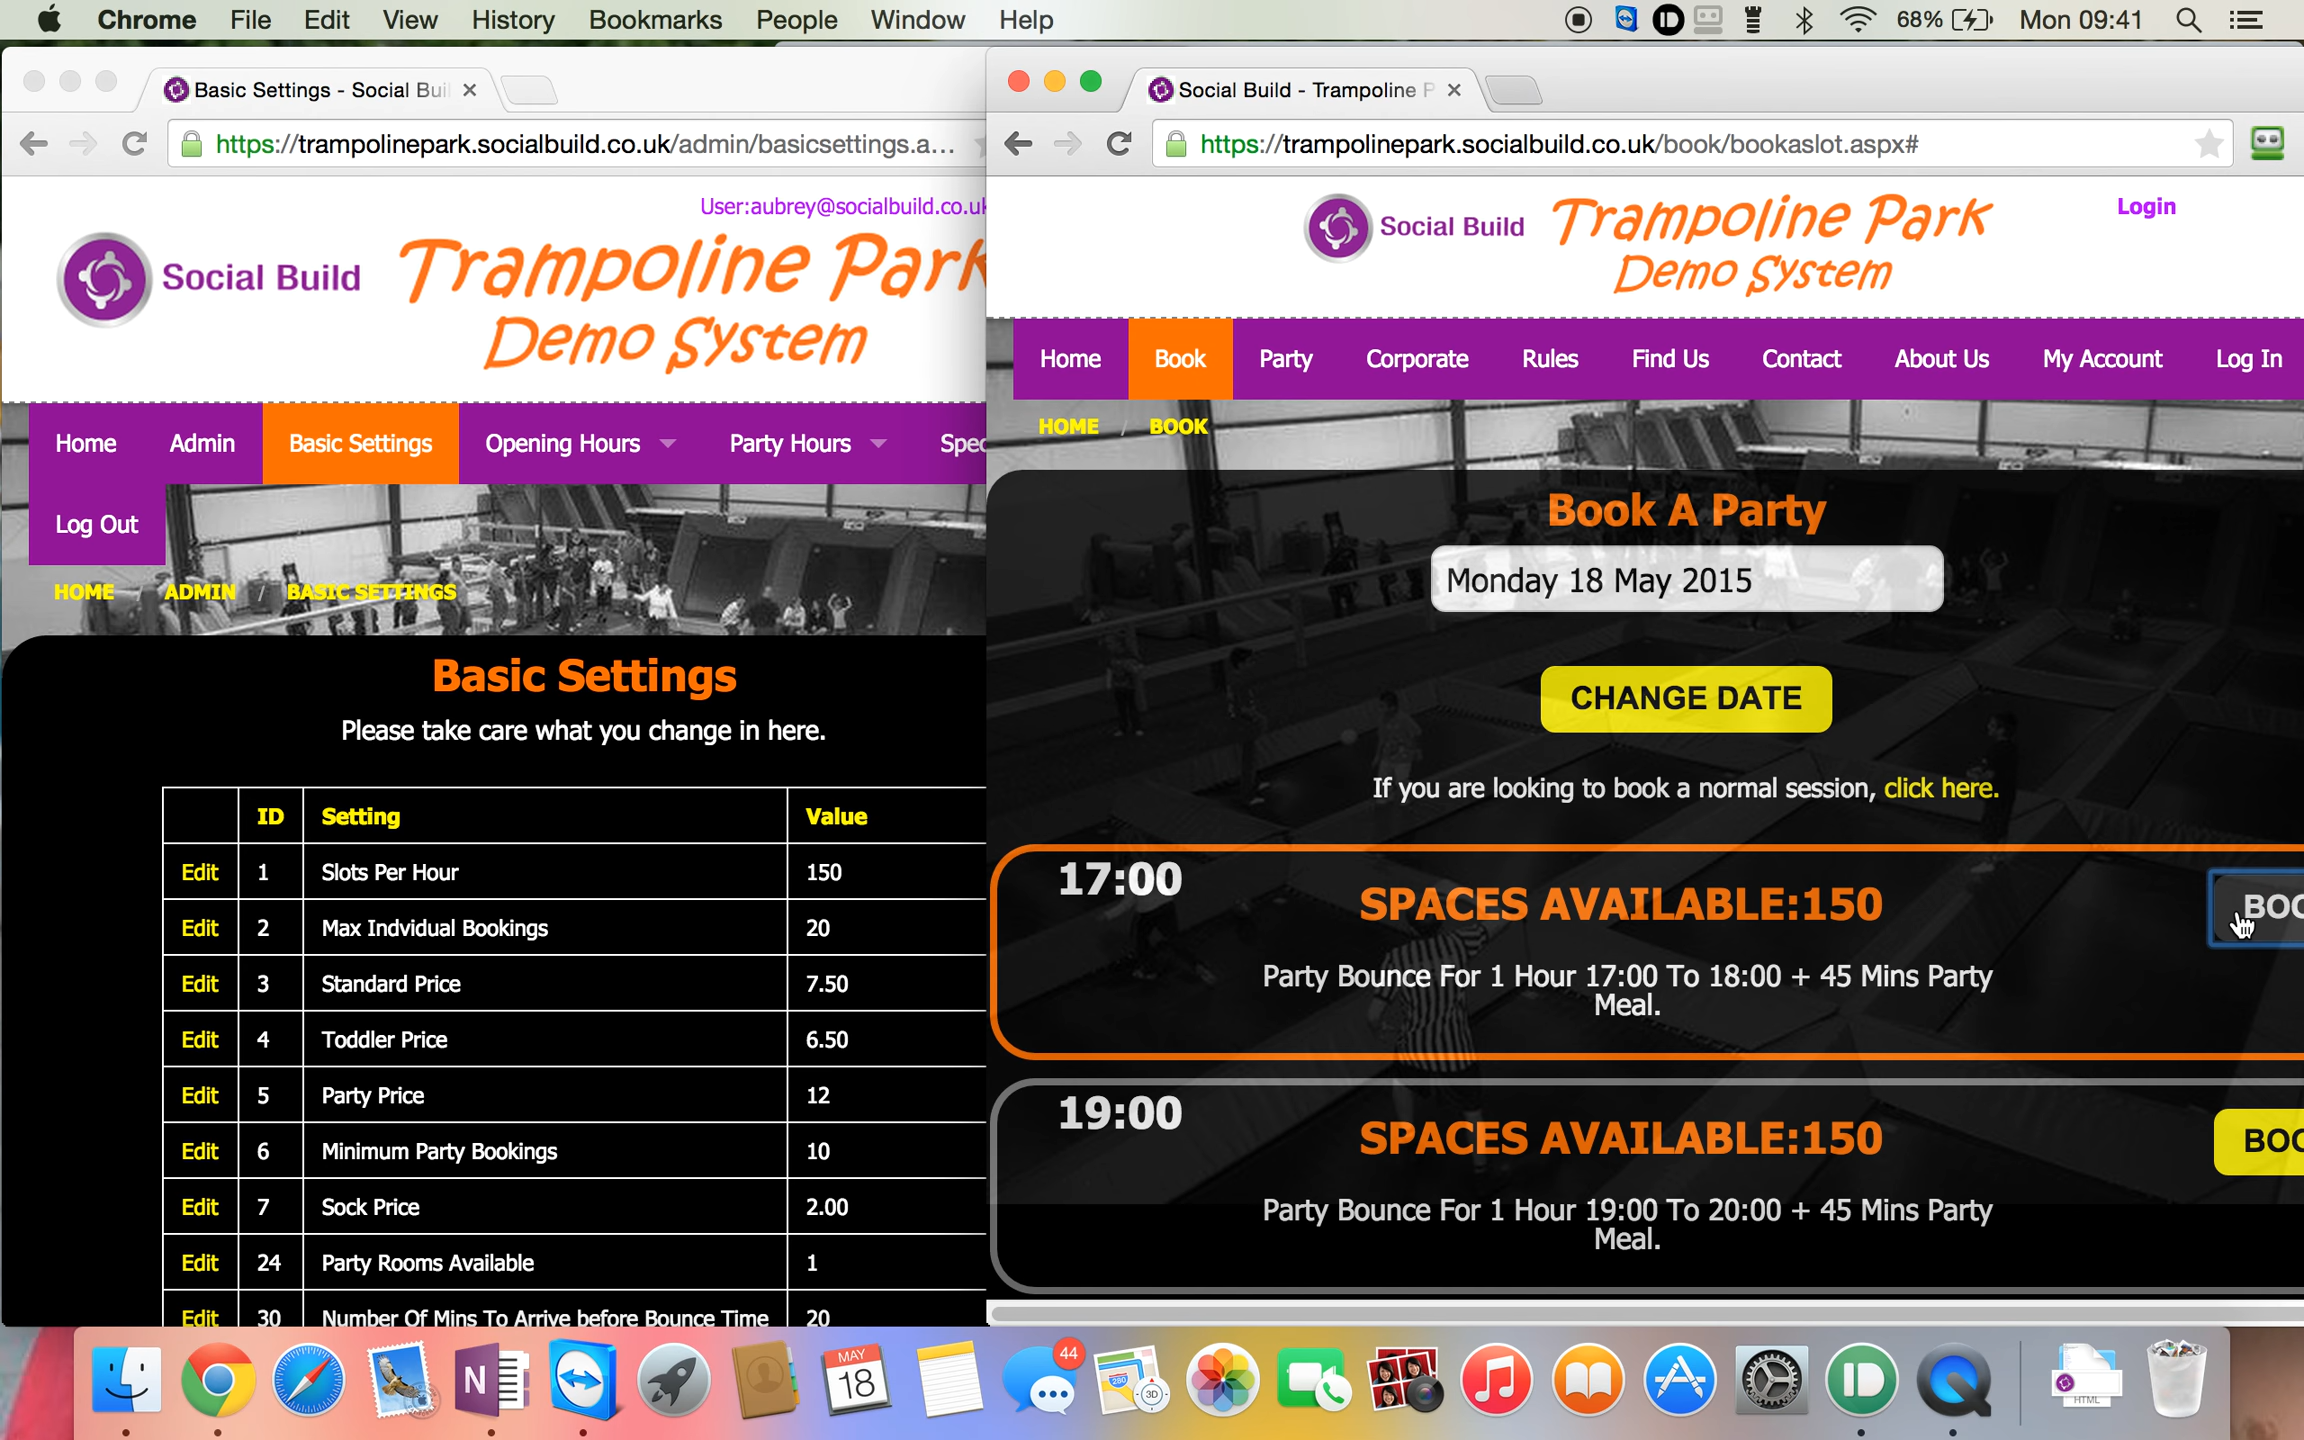 Chrome File Edit View History Bookmarks People Window Help 68% Mon 09:41
Basic Settings - Social Bui
https://trampolinepark.socialbuild.co.uk/admin/basicsettings.a...
User:aubrey@socialbuild.co.uk
Social Build Trampoline Park
Demo System
Home Admin Basic Settings Opening Hours Party Hours Spec
Log Out
HOME ADMIN / BASIC SETTINGS
Basic Settings
Please take care what you change in here.
ID Setting Value
Edit 1 Slots Per Hour 150
Edit 2 Max Indvidual Bookings 20
Edit 3 Standard Price 7.50
Edit 4 Toddler Price 6.50
Edit 5 Party Price 12
Edit 6 Minimum Party Bookings 10
Edit 7 Sock Price 2.00
Edit 24 Party Rooms Available 1
Edit 30 Number Of Mins To Arrive before Bounce Time 20
Social Build - Trampoline P
https://trampolinepark.socialbuild.co.uk/book/bookaslot.aspx#
Login
Social Build Trampoline Park
Demo System
Home Book Party Corporate Rules Find Us Contact About Us My Account Log In
HOME / BOOK
Book A Party
Monday 18 May 2015
CHANGE DATE
If you are looking to book a normal session, click here.
17:00
SPACES AVAILABLE:150
BOO
Party Bounce For 1 Hour 17:00 To 18:00 + 45 Mins Party
Meal.
19:00
SPACES AVAILABLE:150
BOO
Party Bounce For 1 Hour 19:00 To 20:00 + 45 Mins Party
Meal.
N
MAY
18
44
280
3D
HTML